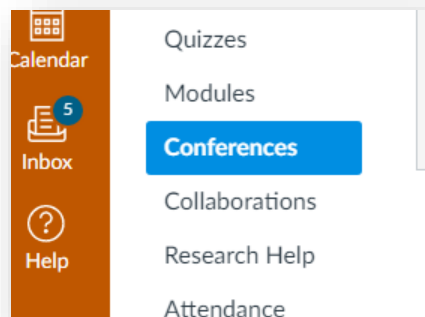 Calendar
5
Inbox
?
Help
Quizzes
Modules
Conferences
Collaborations
Research Help
Attendance